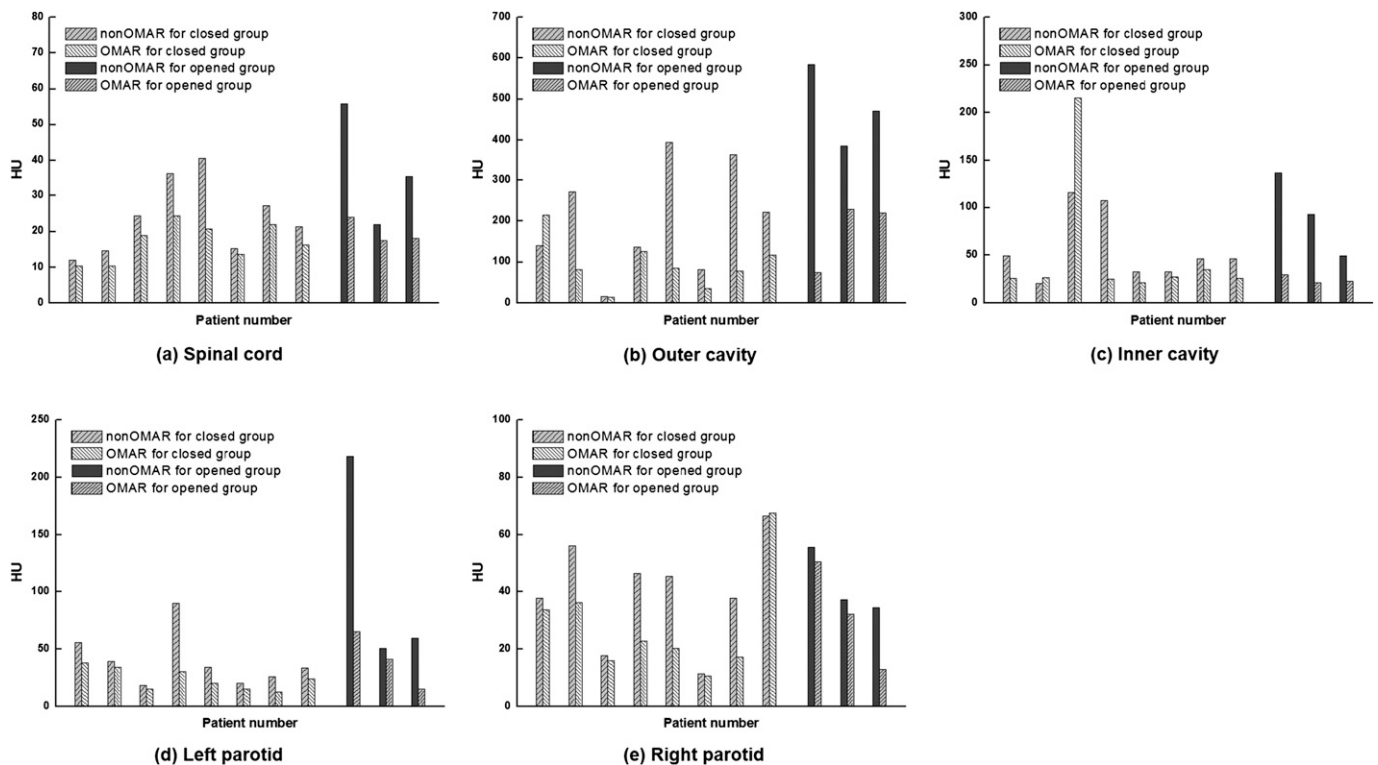 80
70
60
50
40
30
20
10
0
HU
nonOMAR for closed group
OMAR for closed group
nonOMAR for opened group
OMAR for opened group
Patient number
(a) Spinal cord
700
600
500
400
300
200
100
0
HU
nonOMAR for closed group
OMAR for closed group
nonOMAR for opened group
OMAR for opened group
Patient number
(b) Outer cavity
300
250
200
150
100
50
0
HU
nonOMAR for closed group
OMAR for closed group
nonOMAR for opened group
OMAR for opened group
Patient number
(c) Inner cavity
250
200
150
100
50
0
HU
nonOMAR for closed group
OMAR for closed group
nonOMAR for opened group
OMAR for opened group
Patient number
(d) Left parotid
100
80
60
40
20
0
HU
nonOMAR for closed group
OMAR for closed group
nonOMAR for opened group
OMAR for opened group
Patient number
(e) Right parotid